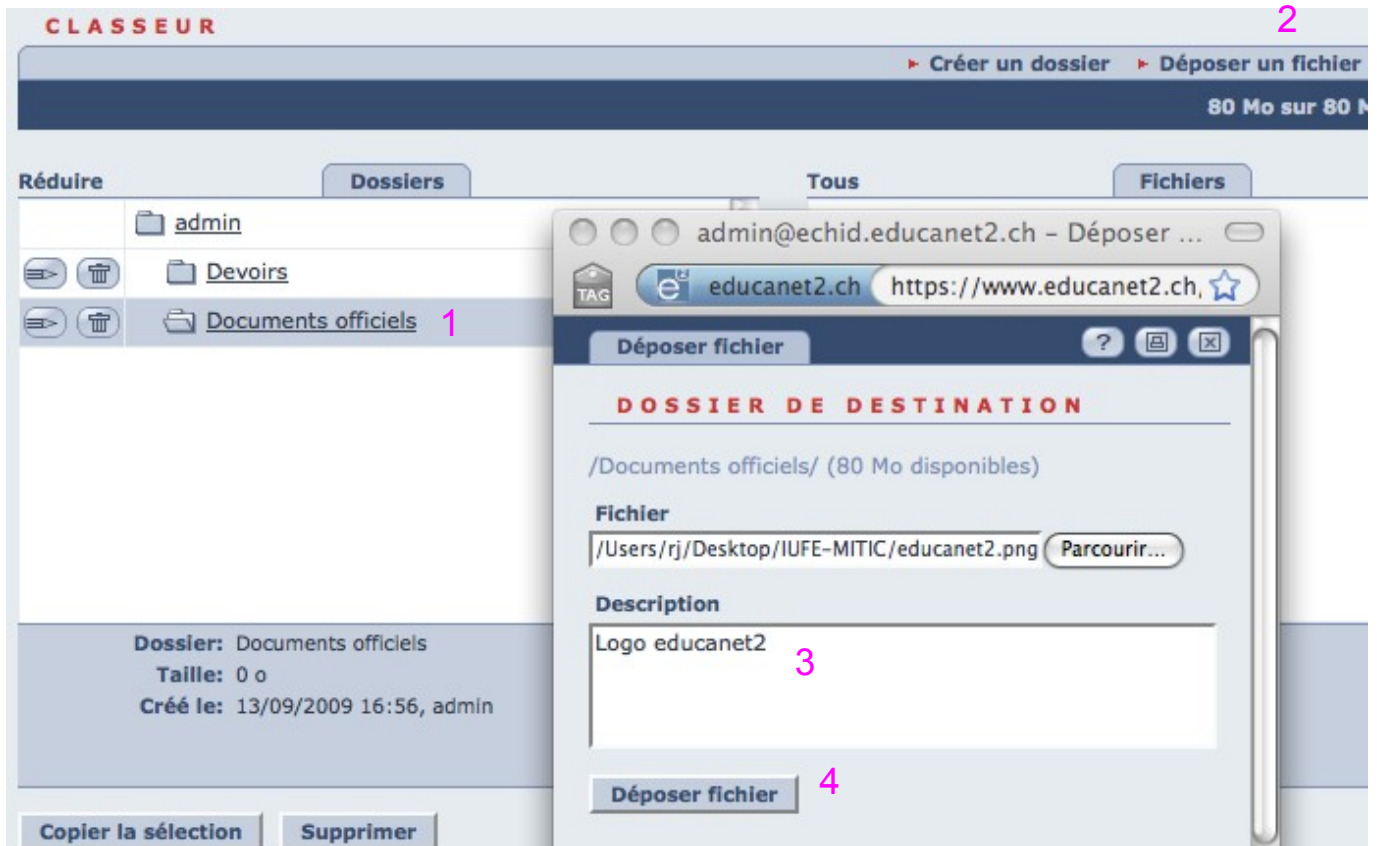 CLASSEUR
2
Créer un dossier Déposer un fichier
80 Mo sur 80
Réduire Dossiers Tous Fichiers
admin
Devoirs
Documents officiels 1
admin@echid.educanet2.ch – Déposer ...
TAG e2 educanet2.ch https://www.educanet2.ch,
Déposer fichier ?
DOSSIER DE DESTINATION
/Documents officiels/ (80 Mo disponibles)
Fichier
/Users/rj/Desktop/IUFE-MITIC/educanet2.png Parcourir...
Description
Logo educanet2
3
Dossier: Documents officiels
Taille: 0 o
Créé le: 13/09/2009 16:56, admin
Déposer fichier 4
Copier la sélection Supprimer